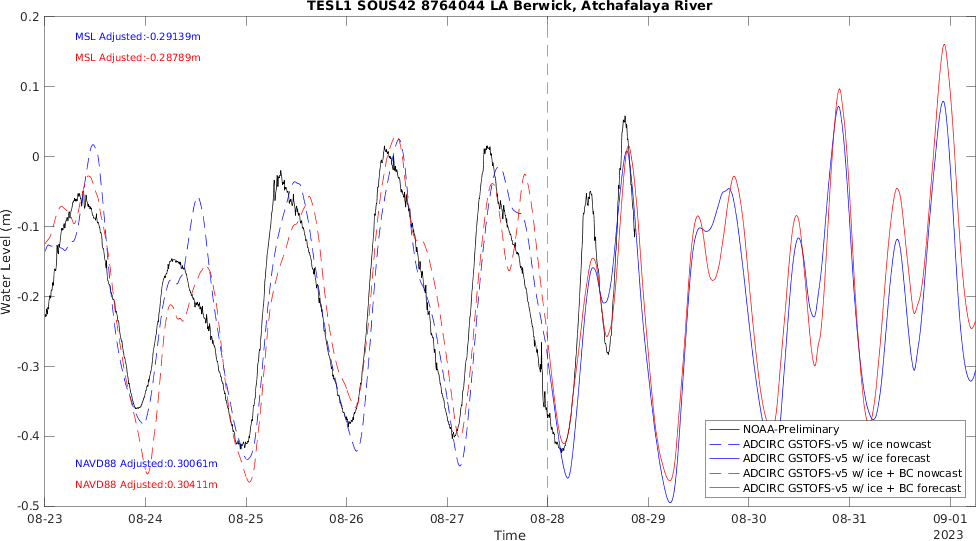 TESL1 SOUS42 8764044 LA Berwick, Atchafalaya River
0.2
0.1
0
-0.1
-0.2
-0.3
-0.4
-0.5
Water Level (m)
MSL Adjusted:-0.29139m
MSL Adjusted:-0.28789m
NAVD88 Adjusted:0.30061m
NAVD88 Adjusted:0.30411m
NOAA-Preliminary
ADCIRC GSTOFS-v5 w/ ice nowcast
ADCIRC GSTOFS-v5 w/ ice forecast
ADCIRC GSTOFS-v5 w/ ice + BC nowcast
ADCIRC GSTOFS-v5 w/ ice + BC forecast
08-23 08-24 08-25 08-26 08-27 08-28 08-29 08-30 08-31 09-01
Time
2023